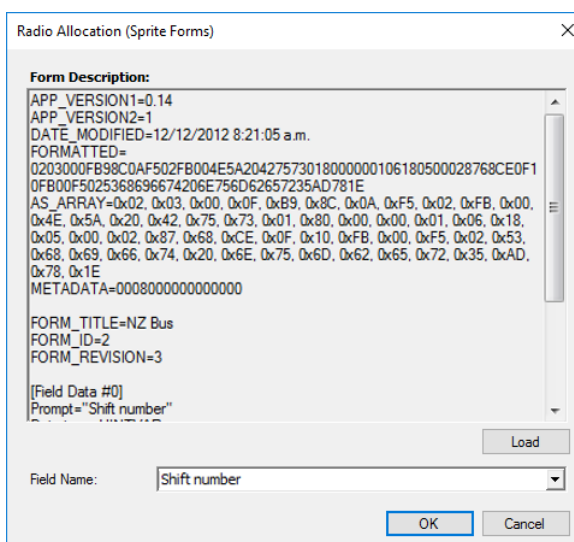 Radio Allocation (Sprite Forms)
Form Description:
APP_VERSION1=0.14
APP_VERSION2=1
DATE_MODIFIED=12/12/2012 8:21:05 a.m.
FORMATTED=
0203000FB98C0AF502FB004E5A20427573018000000106180500028768CE0F1
0FB00F5025368696674206E756D62657235AD781E
AS_ARRAY=0x02, 0x03, 0x00, 0x0F, 0xB9, 0x8C, 0x0A, 0xF5, 0x02, 0xFB, 0x00,
0x4E, 0x5A, 0x20, 0x42, 0x75, 0x73, 0x01, 0x80, 0x00, 0x00, 0x01, 0x06, 0x18,
0x05, 0x00, 0x02, 0x87, 0x68, 0xCE, 0x0F, 0x10, 0xFB, 0x00, 0xF5, 0x02, 0x53,
0x68, 0x69, 0x66, 0x74, 0x20, 0x6E, 0x75, 0x6D, 0x62, 0x65, 0x72, 0x35, 0xAD,
0x78, 0x1E
METADATA=0008000000000000
FORM_TITLE=NZ Bus
FORM_ID=2
FORM_REVISION=3
[Field Data #0]
Prompt="Shift number"
Load
Field Name:
Shift number
OK
Cancel